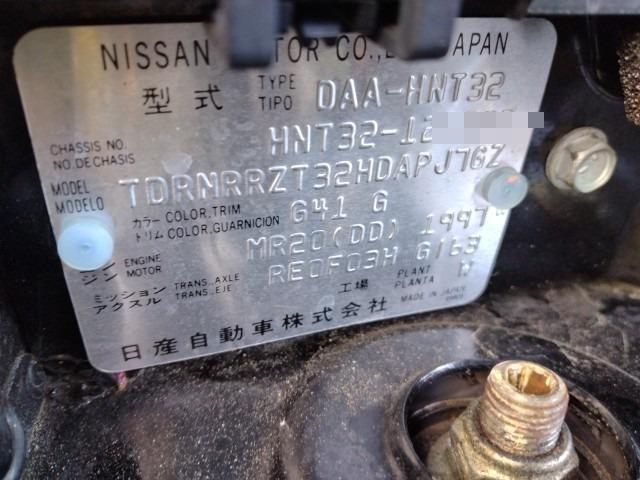 NISSAN MOTOR CO., JAPAN
型式 TYPE TIPO DAA-HNT32
CHASSIS NO. NO.DE CHASIS HNT32-12
MODEL MODELO TDRNRRZT32HDAPJ76Z
カラー トリム COLOR,TRIM COLOR,GUARNICION G41 G
ENGINE MOTOR MR20(DD) 1997
ミッション アクスル TRANS.,AXLE TRANS.,EJE RE0F03H G163
工場 PLANT PLANTA W
日産自動車株式会社 MADE IN JAPAN